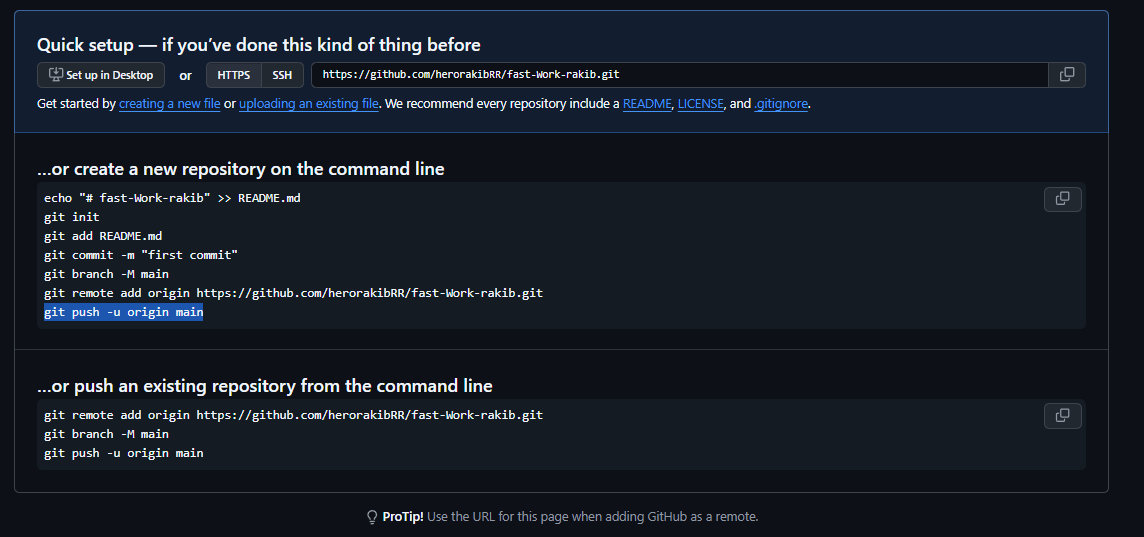 Quick setup — if you’ve done this kind of thing before
Set up in Desktop or HTTPS SSH https://github.com/herorakibRR/fast-Work-rakib.git
Get started by creating a new file or uploading an existing file. We recommend every repository include a README, LICENSE, and .gitignore.
…or create a new repository on the command line
echo "# fast-Work-rakib" >> README.md
git init
git add README.md
git commit -m "first commit"
git branch -M main
git remote add origin https://github.com/herorakibRR/fast-Work-rakib.git
git push -u origin main
…or push an existing repository from the command line
git remote add origin https://github.com/herorakibRR/fast-Work-rakib.git
git branch -M main
git push -u origin main
ProTip! Use the URL for this page when adding GitHub as a remote.